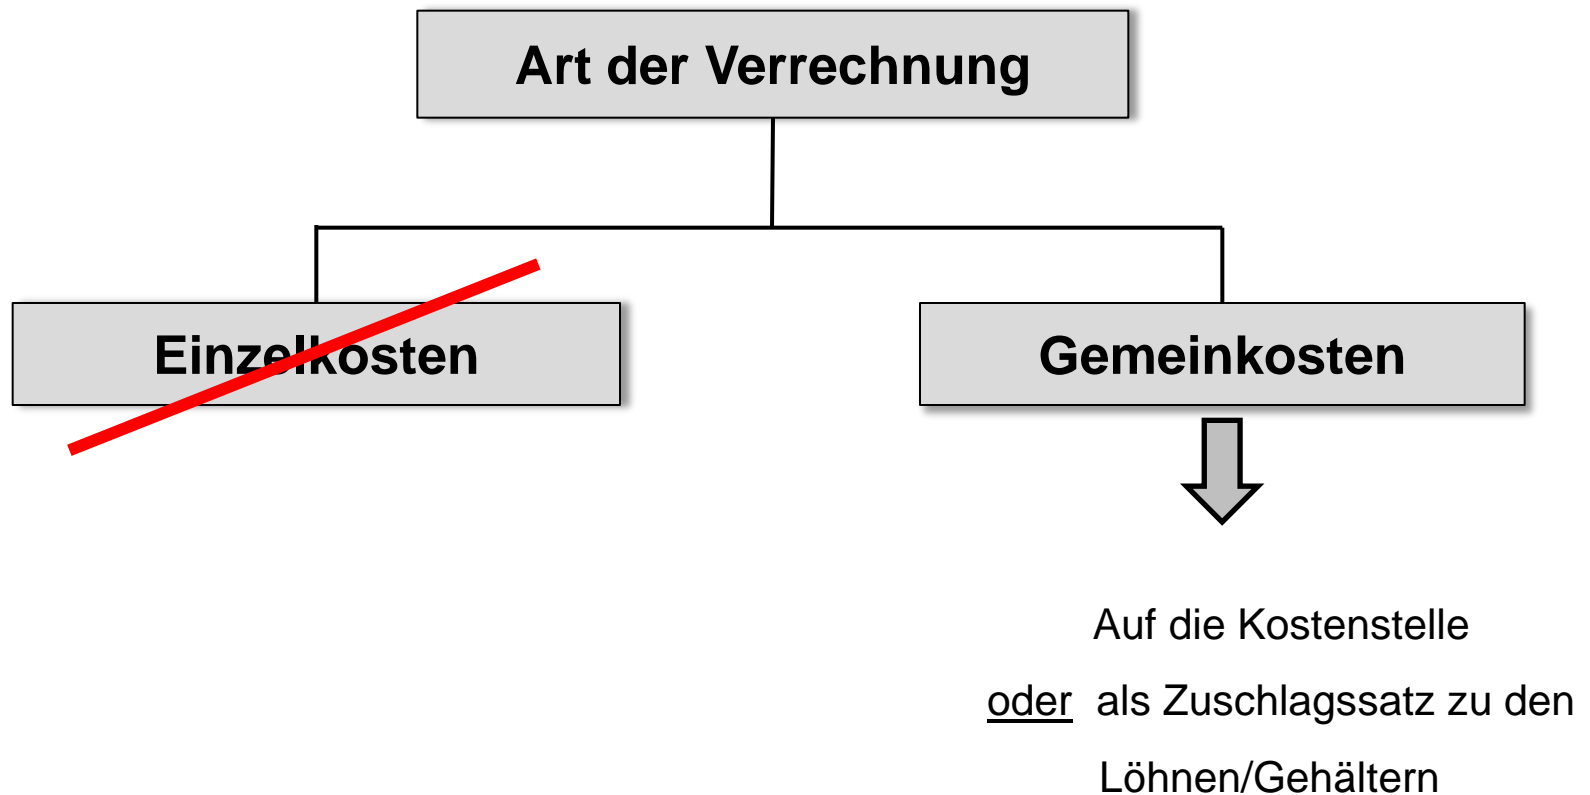 Art der Verrechnung
Einzelkosten
Gemeinkosten
Auf die Kostenstelle
oder als Zuschlagssatz zu den
Löhnen/Gehältern